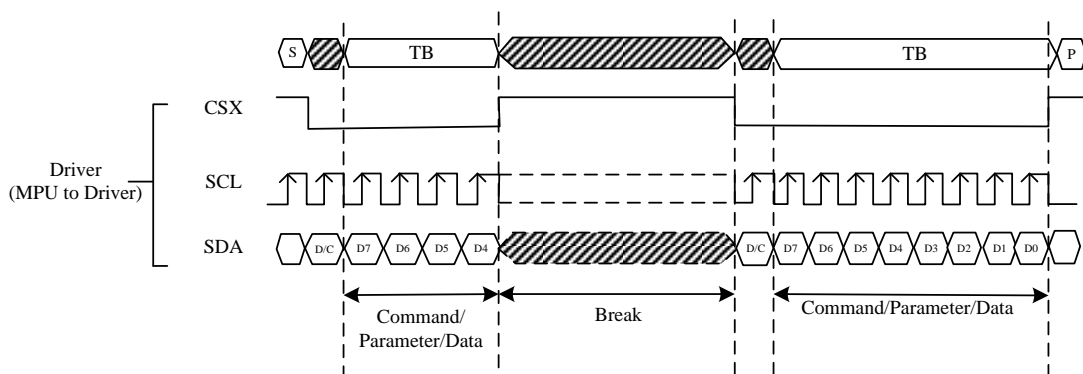 S TB TB P
CSX
Driver
(MPU to Driver)
SCL
SDA D/C D7 D6 D5 D4 D/C D7 D6 D5 D4 D3 D2 D1 D0
Command/
Parameter/Data
Break
Command/Parameter/Data